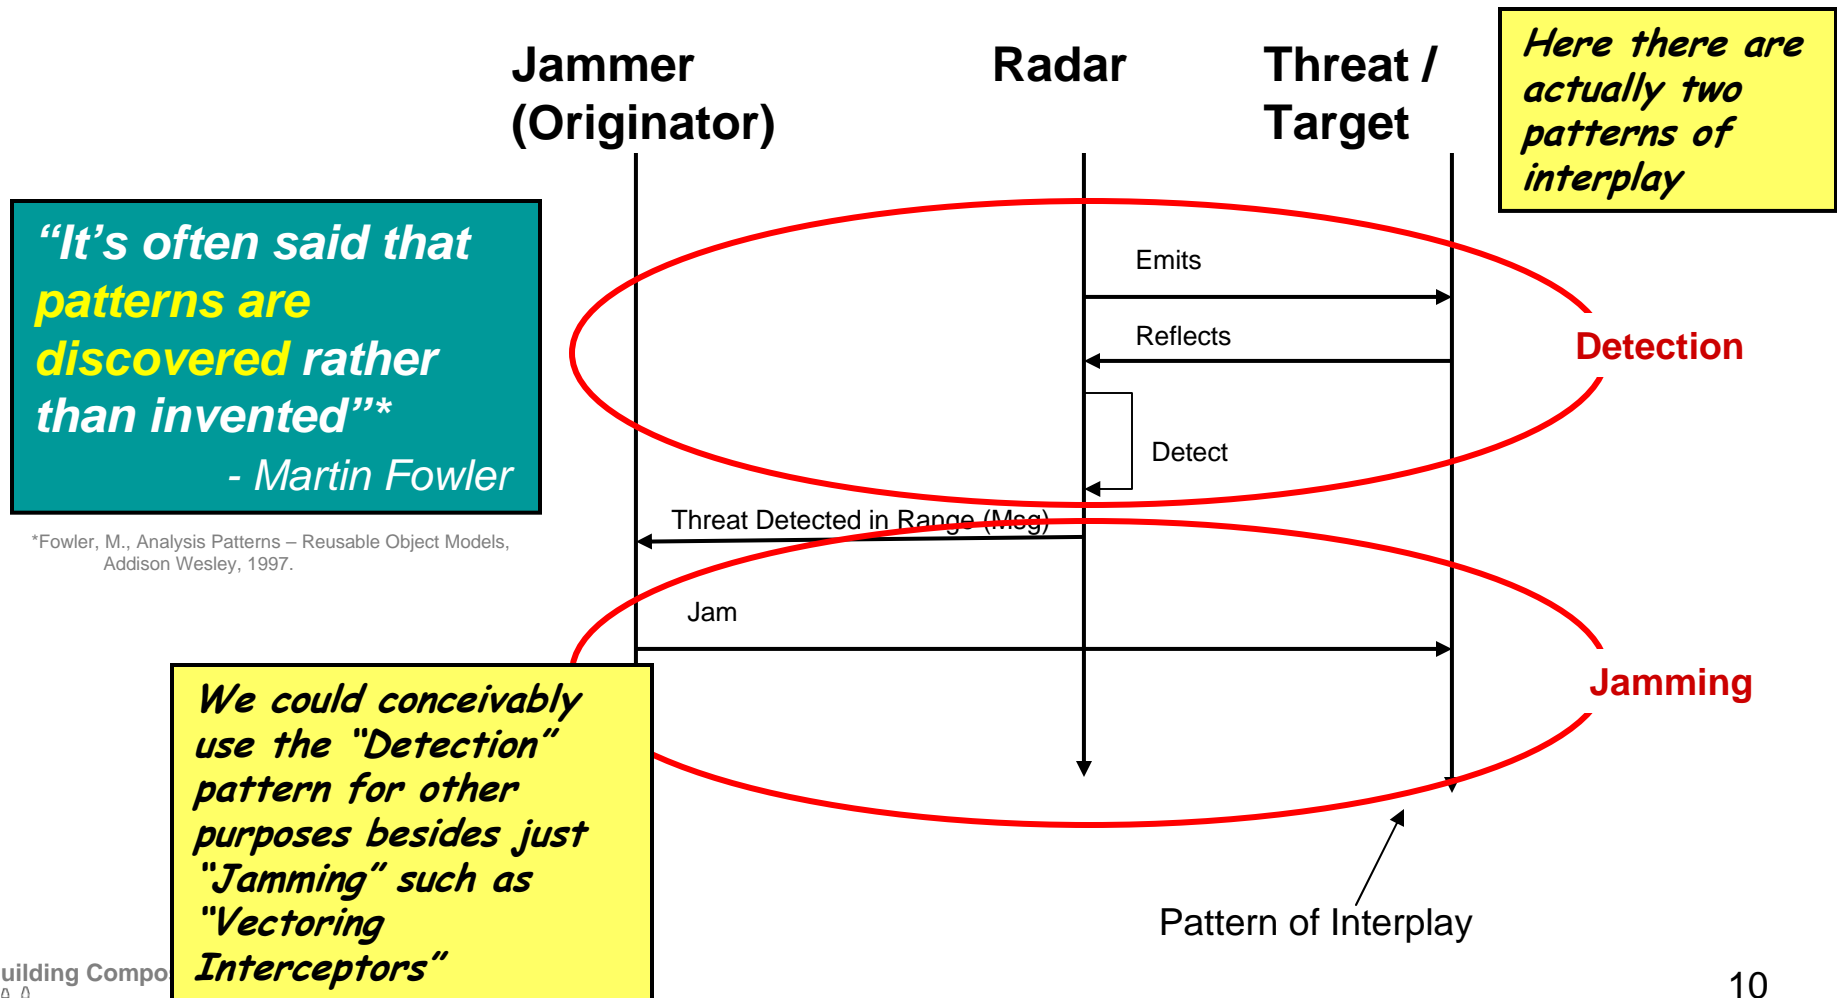 Jammer
(Originator)
Radar
Threat /
Target
Here there are
actually two
patterns of
interplay
“It’s often said that
patterns are
discovered rather
than invented”*
- Martin Fowler
*Fowler, M., Analysis Patterns – Reusable Object Models,
Addison Wesley, 1997.
Emits
Reflects
Detect
Detection
Threat Detected in Range (Msg)
Jam
Jamming
We could conceivably
use the “Detection”
pattern for other
purposes besides just
“Jamming” such as
“Vectoring
Interceptors”
Pattern of Interplay
uilding Compo
10